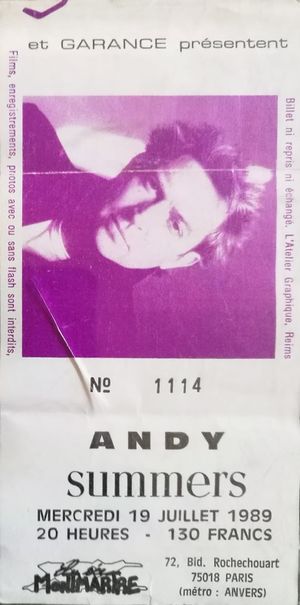 et GARANCE présentent
Films, enregistrements, photos avec ou sans flash sont interdits,
Billet ni repris ni échangé. L'Atelier Graphique, Reims
No 1114
ANDY
summers
MERCREDI 19 JUILLET 1989
20 HEURES - 130 FRANCS
MONTMARTRE
72, Bld. Rochechouart
75018 PARIS
(métro : ANVERS)